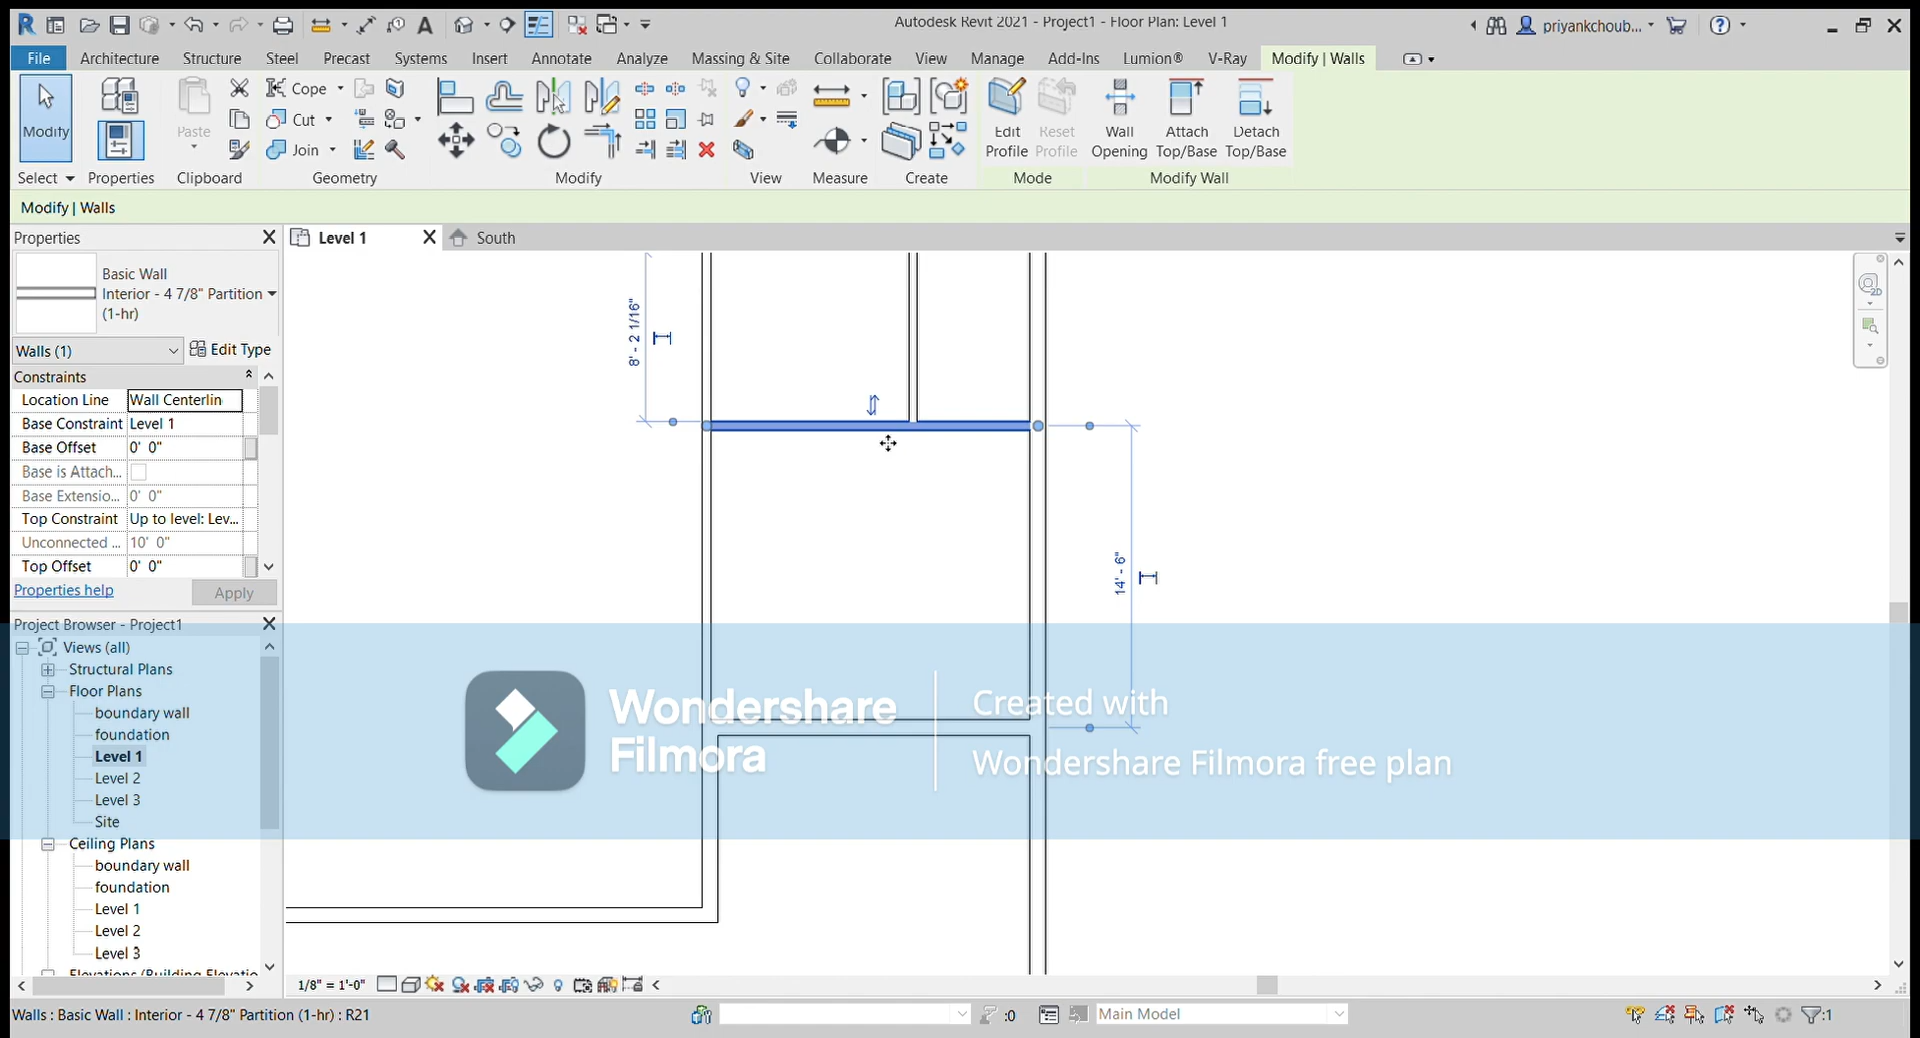 Autodesk Revit 2021 - Project1 - Floor Plan: Level 1
priyankchoub...
File Architecture Structure Steel Precast Systems Insert Annotate Analyze Massing & Site Collaborate View Manage Add-Ins Lumion® V-Ray Modify | Walls
Modify
Paste
Cope
Cut
Join
Edit Profile
Reset Profile
Wall Opening
Attach Top/Base
Detach Top/Base
Select Properties Clipboard Geometry Modify View Measure Create Mode Modify Wall
Modify | Walls
Properties
Level 1
South
Basic Wall
Interior - 4 7/8" Partition
(1-hr)
Walls (1) Edit Type
Constraints
Location Line Wall Centerlin
Base Constraint Level 1
Base Offset 0' 0"
Base is Attach...
Base Extensio... 0' 0"
Top Constraint Up to level: Lev...
Unconnected ... 10' 0"
Top Offset 0' 0"
Properties help Apply
8' - 2 1/16"
14' - 6"
2D
Project Browser - Project1
Views (all)
Structural Plans
Floor Plans
boundary wall
foundation
Level 1
Level 2
Level 3
Site
Ceiling Plans
boundary wall
foundation
Level 1
Level 2
Level 3
Wondershare
Filmora
Created with
Wondershare Filmora free plan
1/8" = 1'-0"
Walls : Basic Wall : Interior - 4 7/8" Partition (1-hr) : R21
:0
Main Model
:1